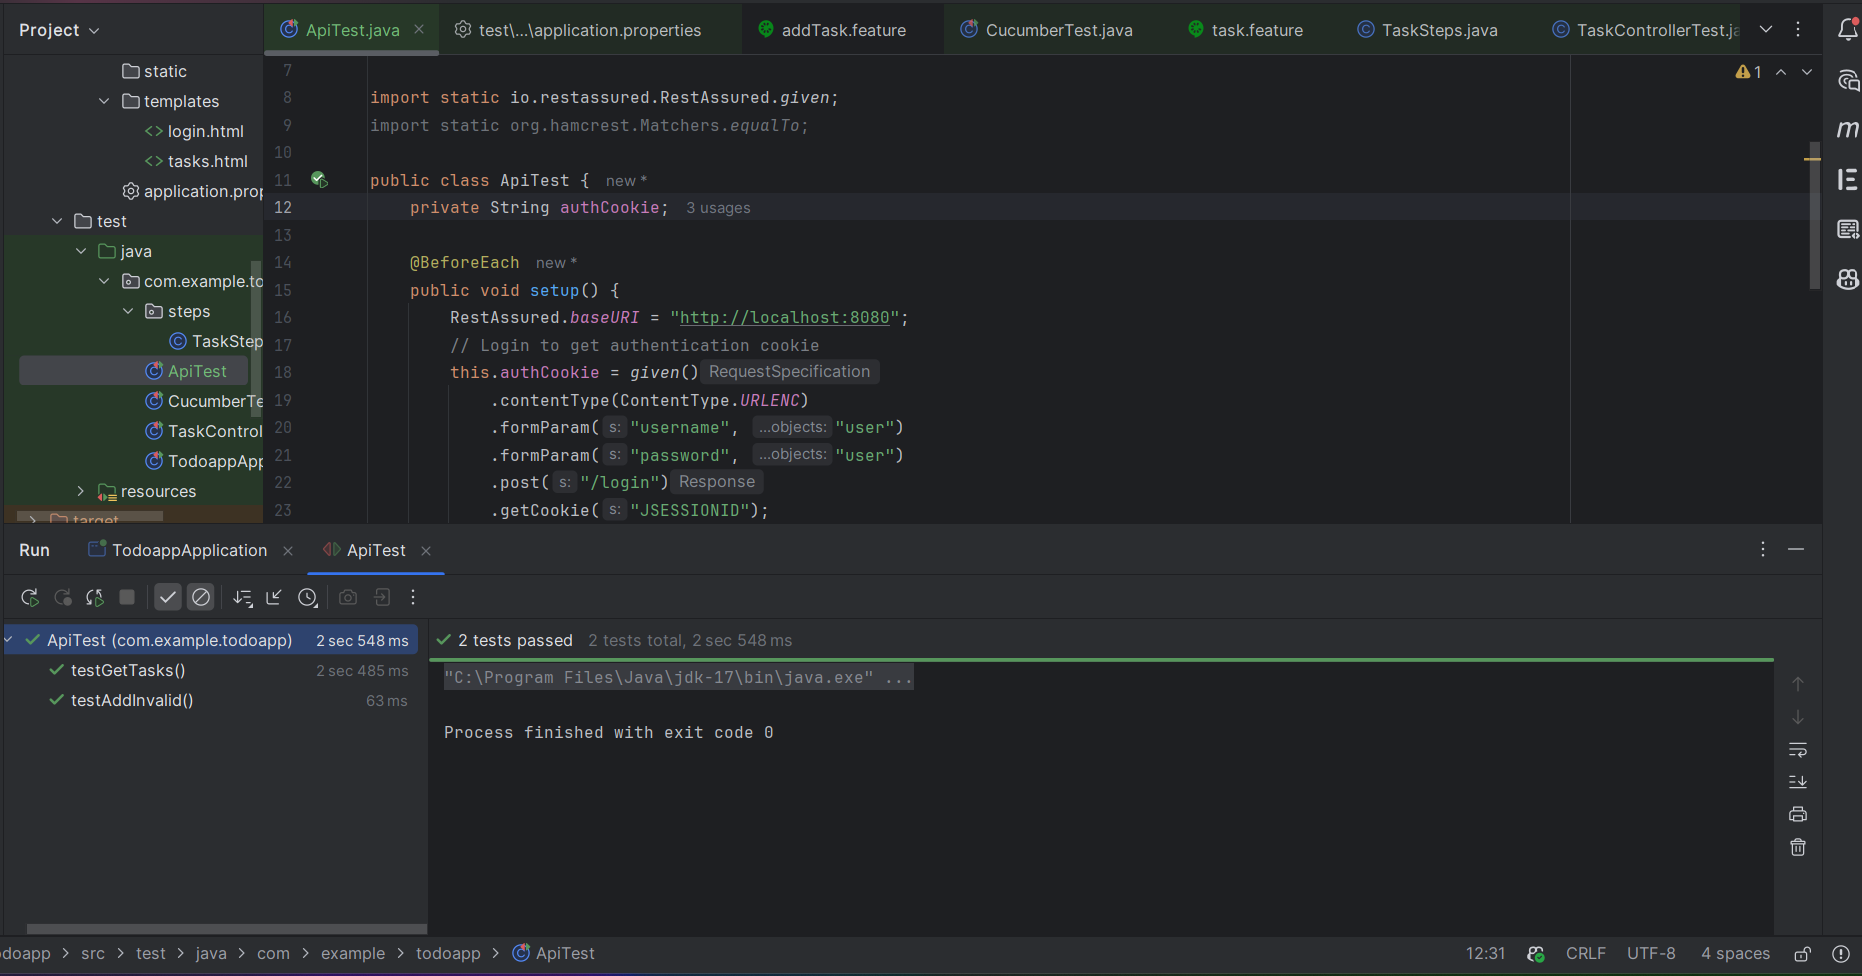 Project
ApiTest.java
test\...\application.properties
addTask.feature
CucumberTest.java
task.feature
TaskSteps.java
TaskControllerTest.ja
static
templates
login.html
tasks.html
application.prop
test
java
com.example.to
steps
TaskStep
ApiTest
CucumberTe
TaskControl
TodoappApp
resources
target
1
7
8 import static io.restassured.RestAssured.given;
9 import static org.hamcrest.Matchers.equalTo;
10
11 public class ApiTest { new *
12 private String authCookie; 3 usages
13
14 @BeforeEach new *
15 public void setup() {
16 RestAssured.baseURI = "http://localhost:8080";
17 // Login to get authentication cookie
18 this.authCookie = given() RequestSpecification
19 .contentType(ContentType.URLENC)
20 .formParam( s: "username", ...objects: "user")
21 .formParam( s: "password", ...objects: "user")
22 .post( s: "/login") Response
23 .getCookie( s: "JSESSIONID");
Run
TodoappApplication
ApiTest
ApiTest (com.example.todoapp) 2 sec 548 ms
testGetTasks() 2 sec 485 ms
testAddInvalid() 63 ms
2 tests passed 2 tests total, 2 sec 548 ms
"C:\Program Files\Java\jdk-17\bin\java.exe" ...
Process finished with exit code 0
doapp > src > test > java > com > example > todoapp > ApiTest
12:31
CRLF
UTF-8
4 spaces